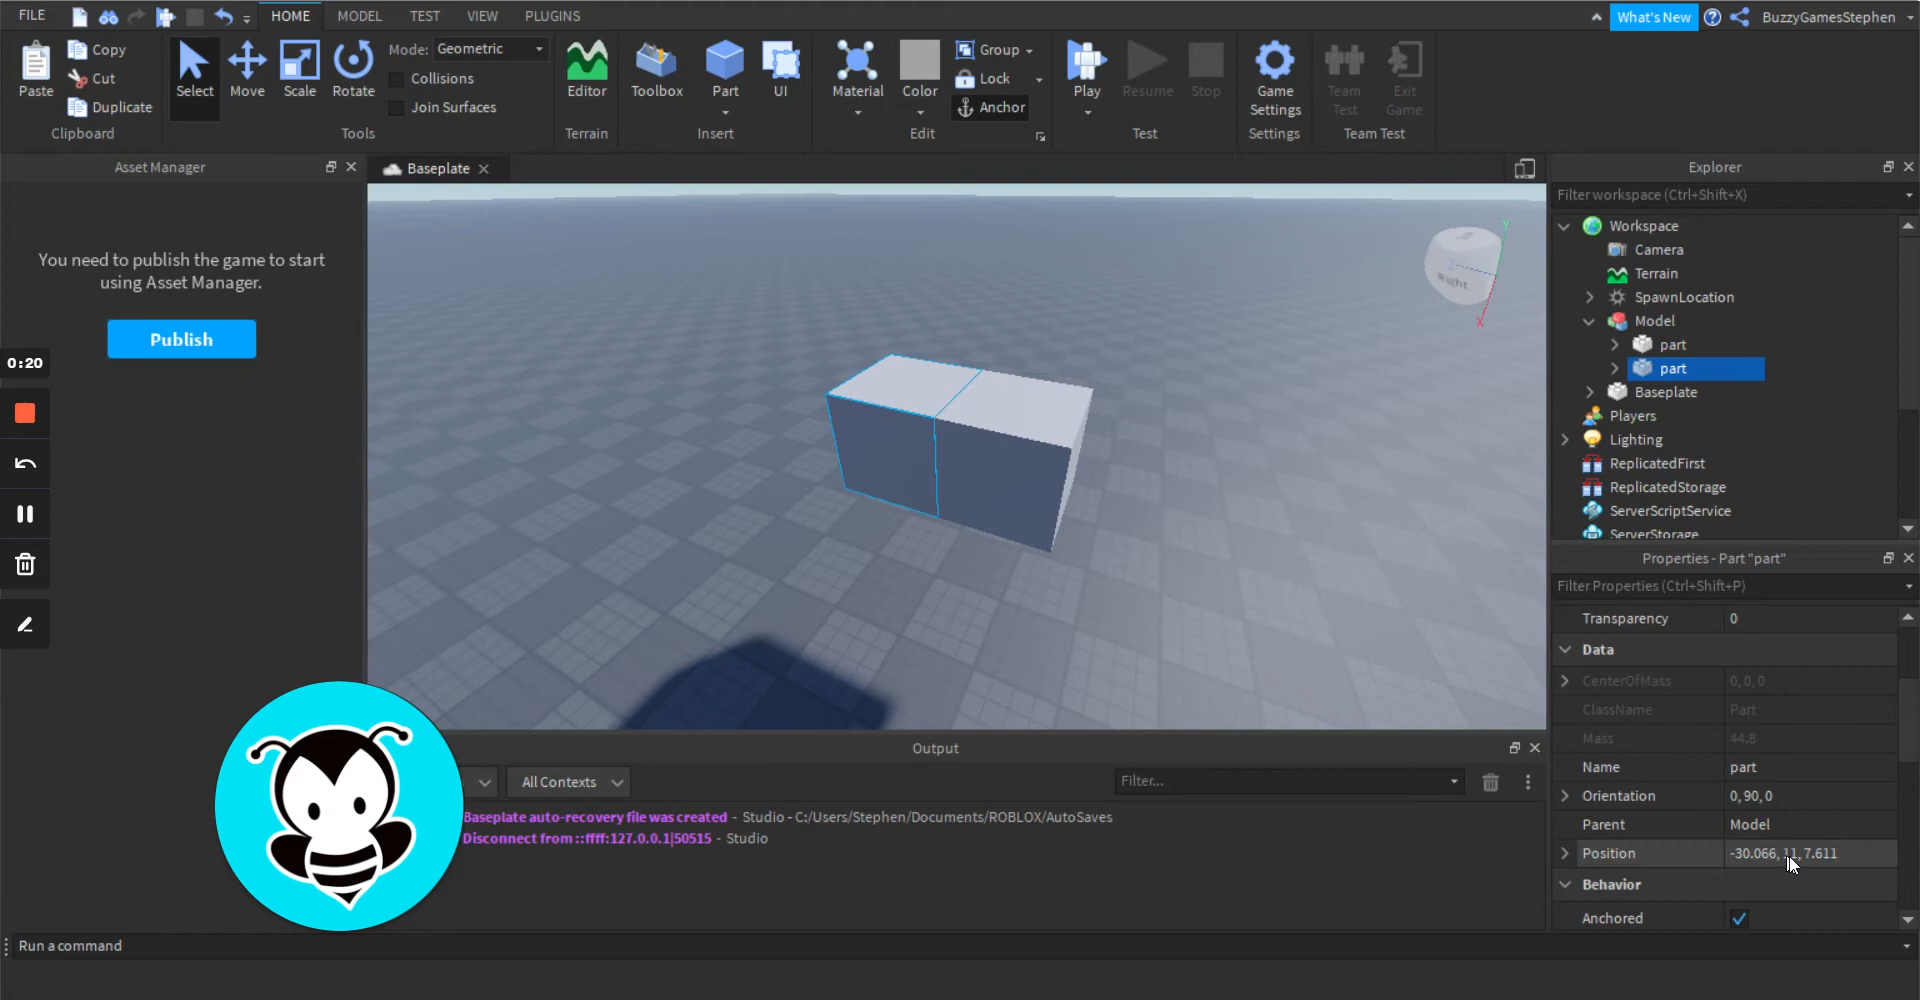 FILE
HOME
MODEL
TEST
VIEW
PLUGINS
What's New
BuzzyGamesStephen
Paste
Copy
Cut
Duplicate
Clipboard
Select
Move
Scale
Rotate
Mode: Geometric
Collisions
Join Surfaces
Tools
Editor
Terrain
Toolbox
Part
UI
Insert
Material
Color
Group
Lock
Anchor
Edit
Play
Resume
Stop
Test
Game
Settings
Settings
Team
Test
Exit
Game
Team Test
Asset Manager
You need to publish the game to start
using Asset Manager.
Publish
0:20
Baseplate
Right
Y
Z
X
Explorer
Filter workspace (Ctrl+Shift+X)
Workspace
Camera
Terrain
SpawnLocation
Model
part
part
Baseplate
Players
Lighting
ReplicatedFirst
ReplicatedStorage
ServerScriptService
ServerStorage
Properties - Part "part"
Filter Properties (Ctrl+Shift+P)
Transparency 0
Data
CenterOfMass 0, 0, 0
ClassName Part
Mass 44.8
Name part
Orientation 0, 90, 0
Parent Model
Position -30.066, 11, 7.611
Behavior
Anchored
Output
All Contexts
Filter...
Baseplate auto-recovery file was created - Studio - C:/Users/Stephen/Documents/ROBLOX/AutoSaves
Disconnect from ::ffff:127.0.0.1|50515 - Studio
Run a command